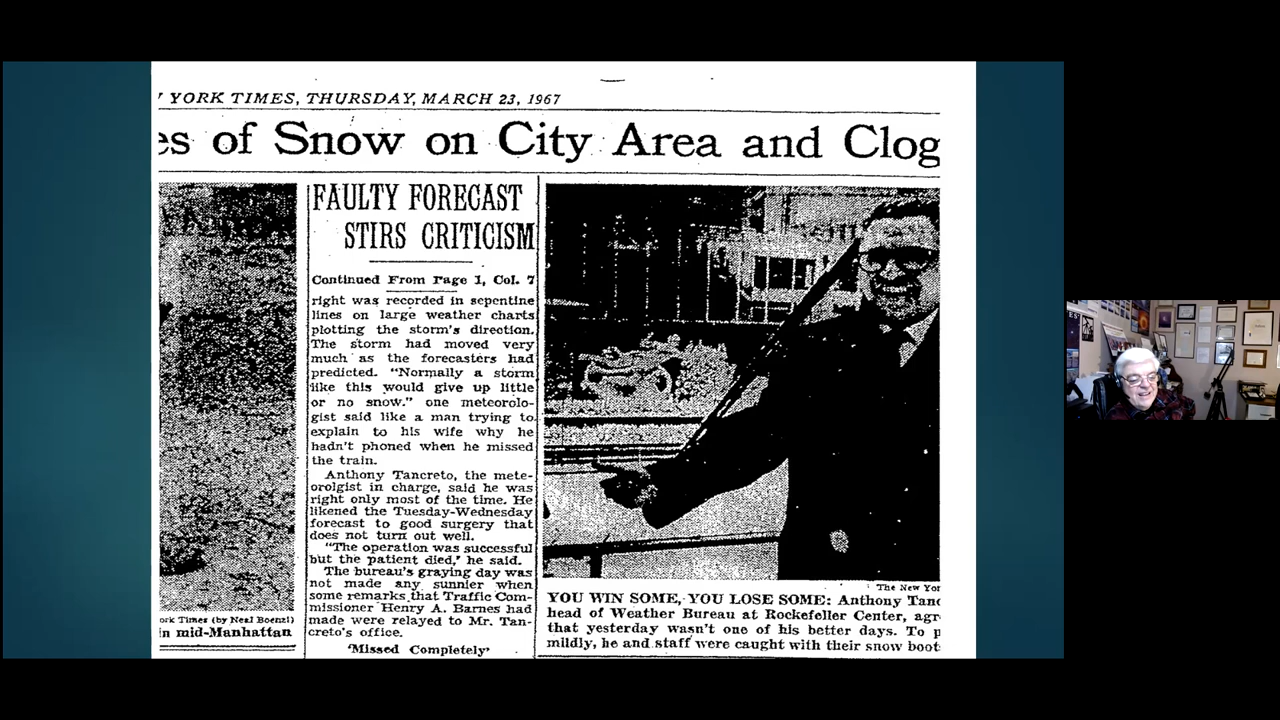 YORK TIMES, THURSDAY, MARCH 23, 1967
es of Snow on City Area and Clog
FAULTY FORECAST
STIRS CRITICISM
Continued From Page 1, Col. 7
right was recorded in sepentine
lines on large weather charts
plotting the storm's direction.
The storm had moved very
much as the forecasters had
predicted. "Normally a storm
like this would give up little
or no snow." one meteorolo-
gist said like a man trying to
explain to his wife why he
hadn't phoned when he missed
the train.
Anthony Tancreto, the mete-
orolgist in charge, said he was
right only most of the time. He
likened the Tuesday-Wednesday
forecast to good surgery that
does not turn out well.
"The operation was successful
but the patient died,' he said.
The bureau's graying day was
not made any sunnier when
some remarks that Traffic Com-
missioner Henry A. Barnes had
made were relayed to Mr. Tan-
creto's office.
'Missed Completely'
ork Times (by Neal Boenzi)
in mid-Manhattan
The New Yor
YOU WIN SOME, YOU LOSE SOME: Anthony Tanc
head of Weather Bureau at Rockefeller Center, agr
that yesterday wasn't one of his better days. To p
mildly, he and staff were caught with their snow boot